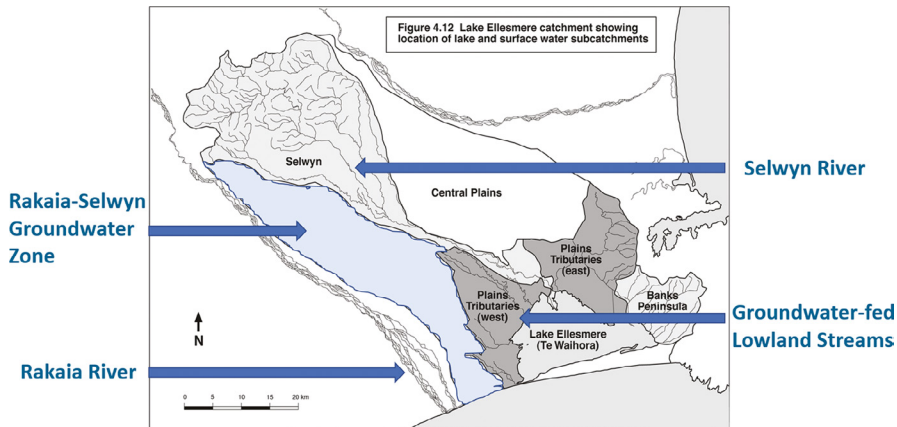 Figure 4.12 Lake Ellesmere catchment showing
location of lake and surface water subcatchments
Selwyn
Selwyn River
Central Plains
Rakaia-Selwyn
Groundwater
Zone
Plains
Tributaries
(east)
Plains
Tributaries
(west)
Banks
Peninsula
Groundwater-fed
Lowland Streams
Lake Ellesmere
(Te Waihora)
N
Rakaia River
0 5 10 15 20 km